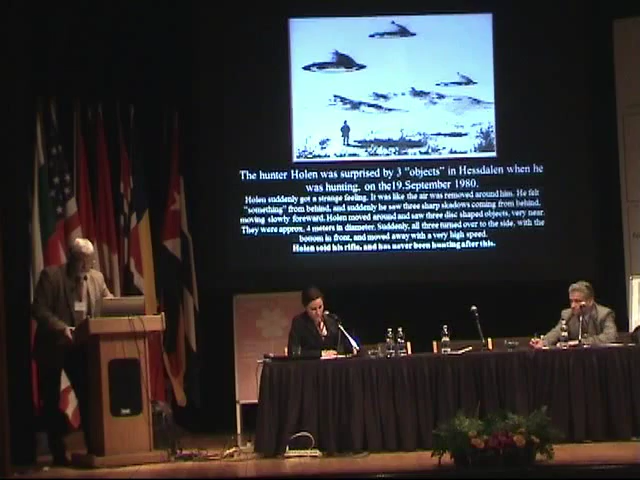 The hunter Holen was surprised by 3 "objects" in Hessdalen when he
was hunting, on the19.September 1980.
Holen suddenly got a strange feeling. It was like the air was removed around him. He felt
"something" from behind, and suddenly he saw three sharp skadows coming from behind,
moving slowly foreward. Holen moved around and saw three disc shaped objects, very near.
They were approx. 4 meters in diameter. Suddenly, all three turned over to the side, with the
bottom in front, and moved away with a very high speed.
Holen sold his rifle, and has never been hunting after this.